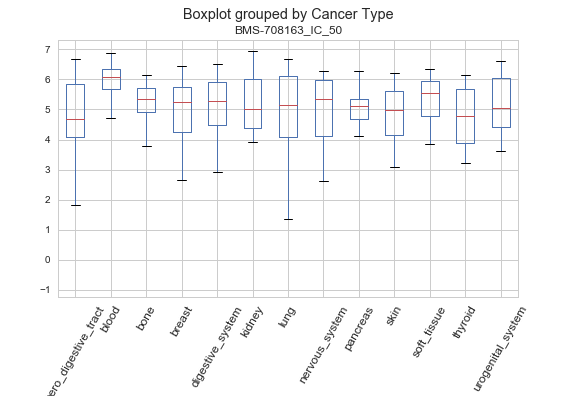 Boxplot grouped by Cancer Type
BMS-708163_IC_50
7
6
5
4
3
2
1
0
−1
ero_digestive_tract
blood
bone
breast
digestive_system
kidney
lung
nervous_system
pancreas
skin
soft_tissue
thyroid
urogenital_system